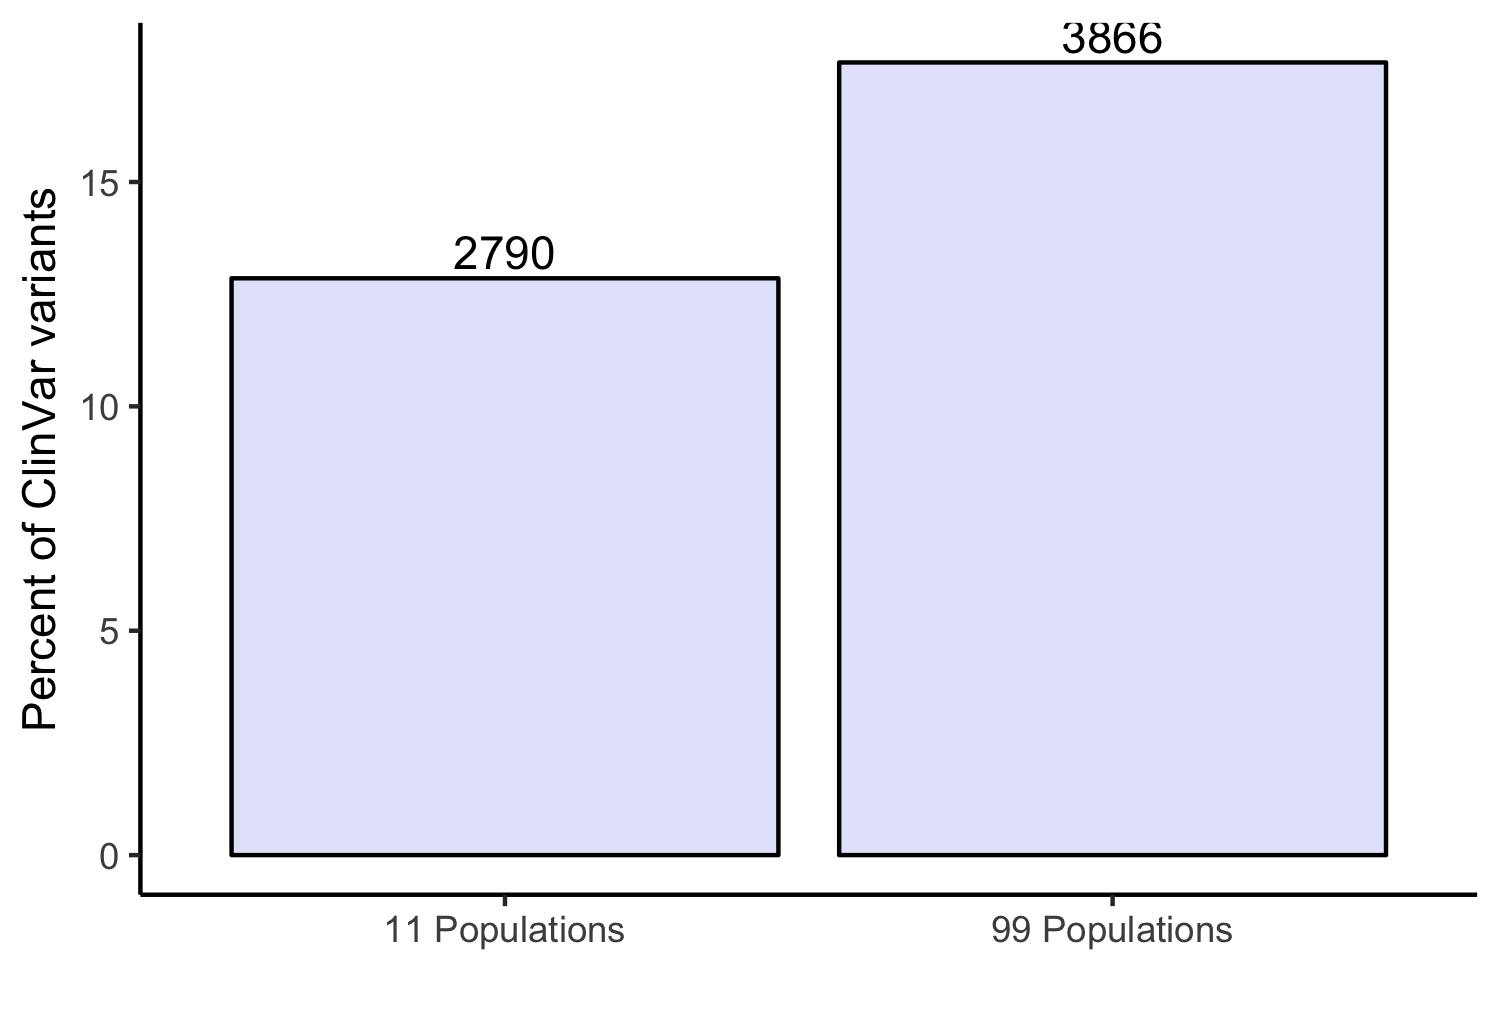 3866
2790
15
10
5
0
Percent of ClinVar variants
11 Populations
99 Populations